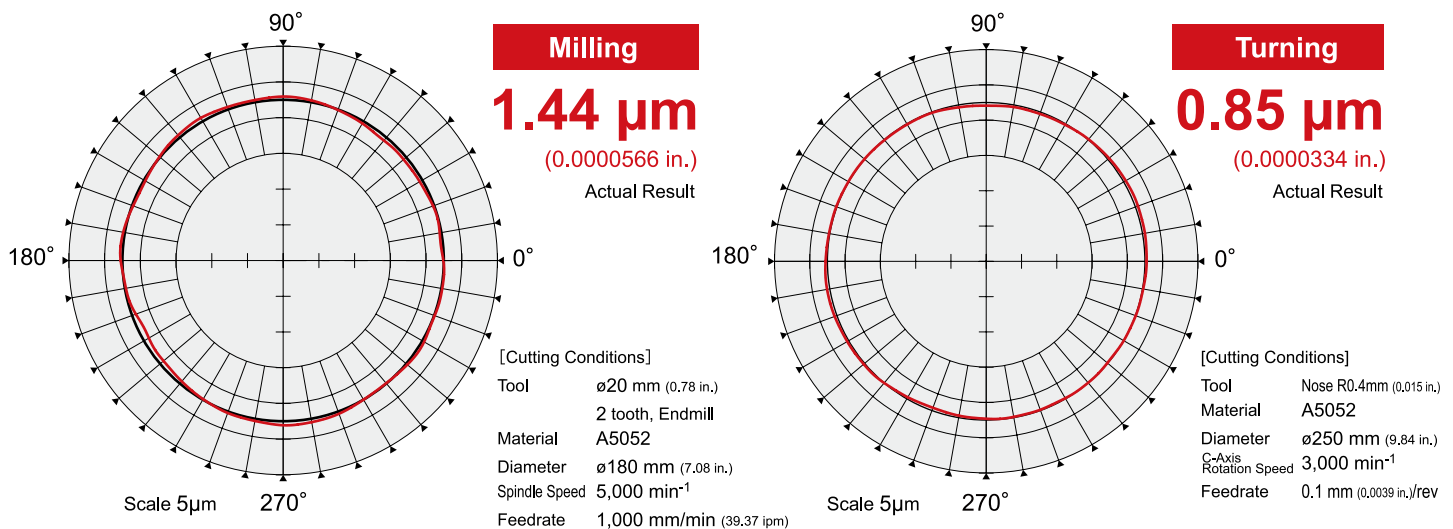 90°
180°
0°
270°
Scale 5μm
Milling
1.44 μm
(0.0000566 in.)
Actual Result
[Cutting Conditions]
Tool ø20 mm (0.78 in.)
2 tooth, Endmill
Material A5052
Diameter ø180 mm (7.08 in.)
Spindle Speed 5,000 min⁻¹
Feedrate 1,000 mm/min (39.37 ipm)
90°
180°
0°
270°
Scale 5μm
Turning
0.85 μm
(0.0000334 in.)
Actual Result
[Cutting Conditions]
Tool Nose R0.4mm (0.015 in.)
Material A5052
Diameter ø250 mm (9.84 in.)
C-Axis
Rotation Speed 3,000 min⁻¹
Feedrate 0.1 mm (0.0039 in.)/rev